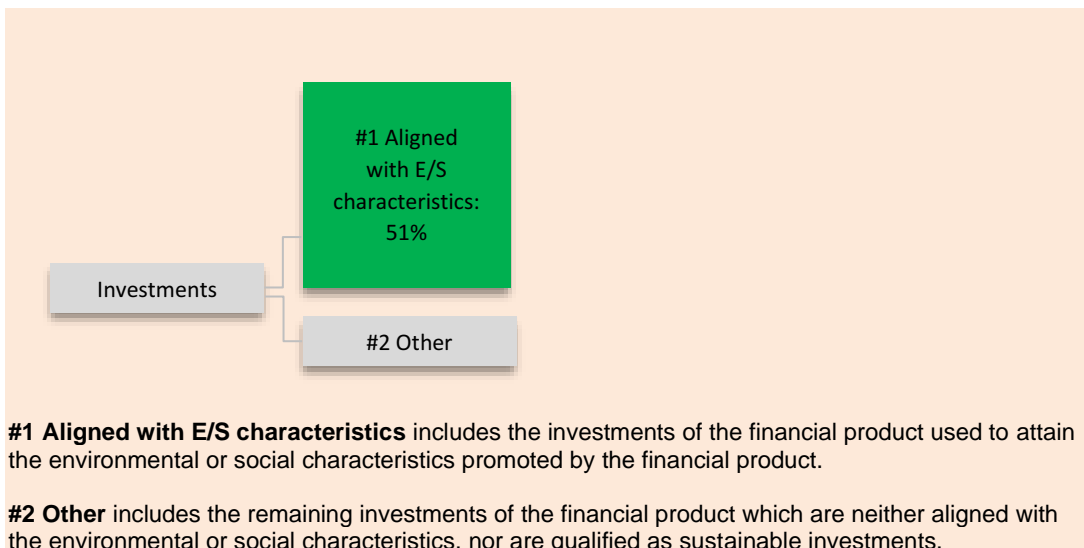 #1 Aligned
with E/S
characteristics:
51%
Investments
#2 Other
#1 Aligned with E/S characteristics includes the investments of the financial product used to attain
the environmental or social characteristics promoted by the financial product.
#2 Other includes the remaining investments of the financial product which are neither aligned with
the environmental or social characteristics, nor are qualified as sustainable investments.